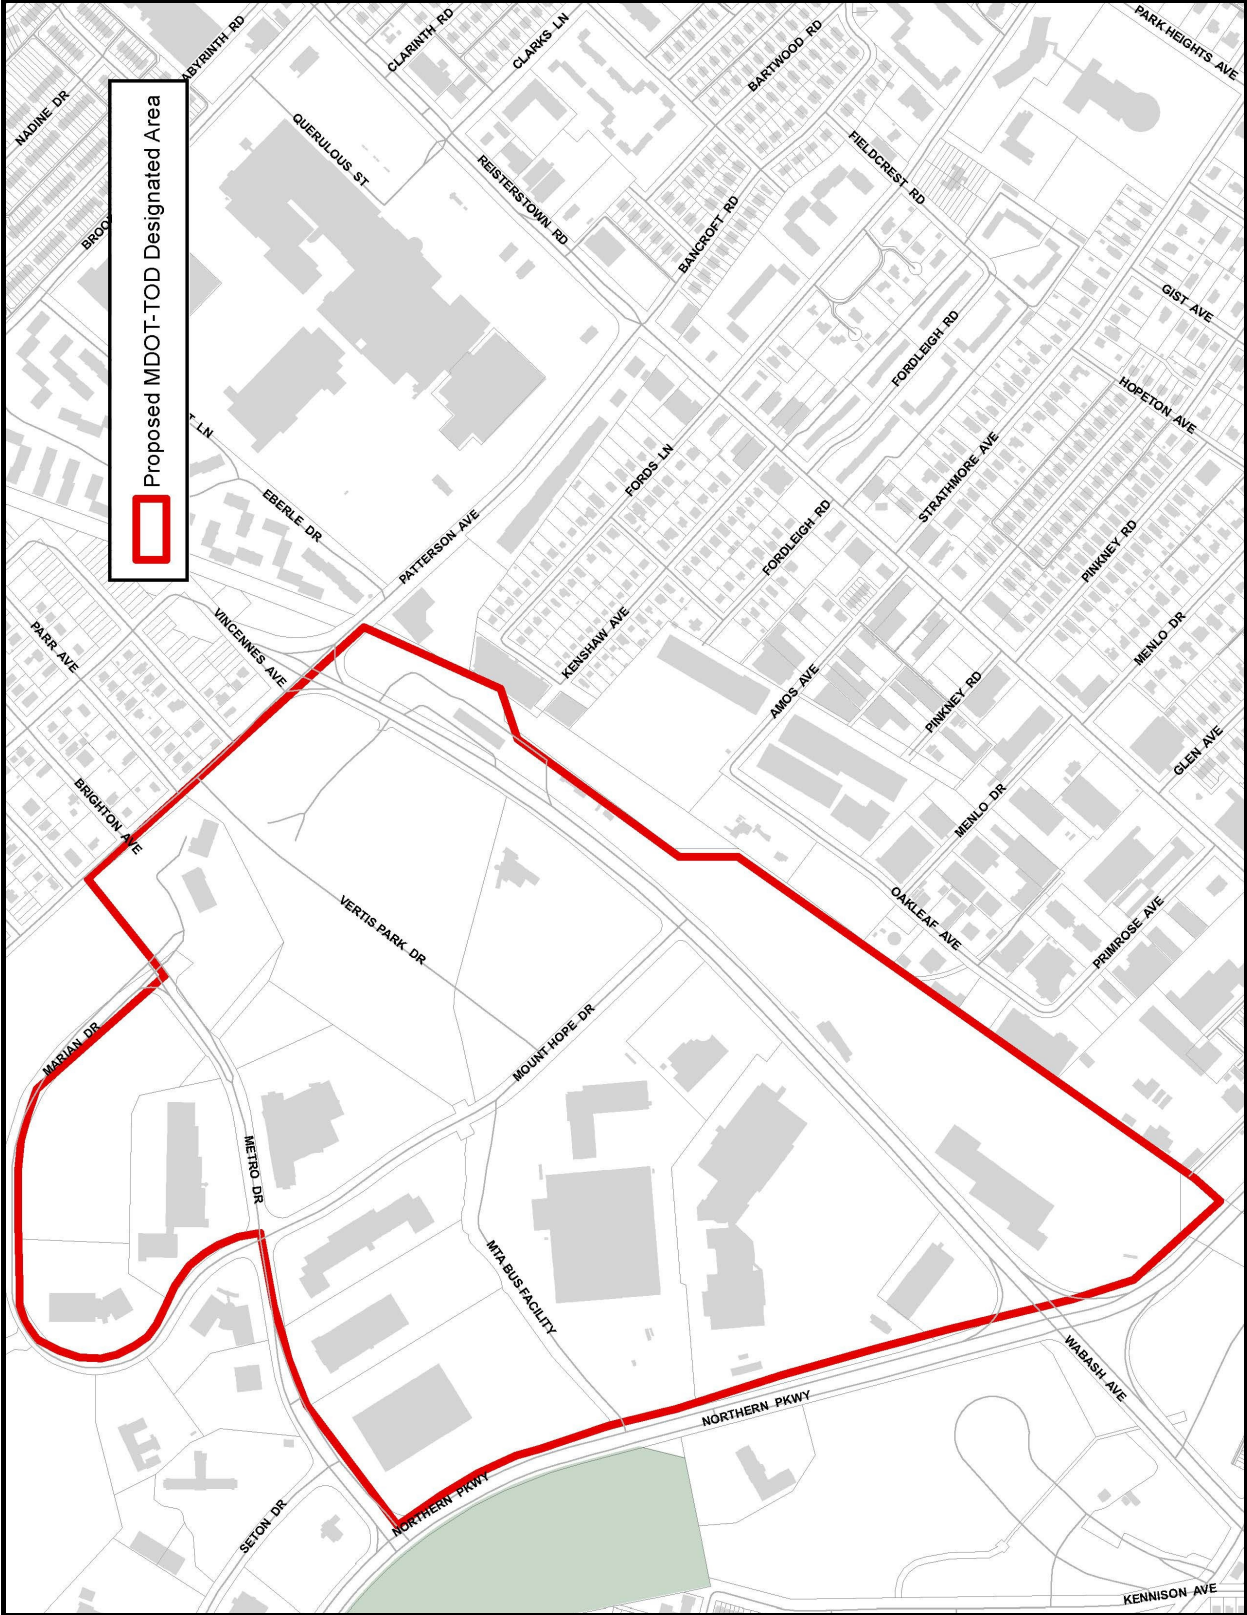 PARK HEIGHTS AVE
ABYRINTH RD
CLARINTH RD
CLARKS LN
BARTWOOD RD
NADINE DR
QUERULOUS ST
REISTERSTOWN RD
FIELDCREST RD
BROO
BANCROFT RD
Proposed MDOT-TOD Designated Area
GIST AVE
FORDLEIGH RD
HOPETON AVE
T LN
FORDS LN
STRATHMORE AVE
EBERLE DR
PATTERSON AVE
FORDLEIGH RD
PINKNEY RD
PARR AVE
VINCENNES AVE
KENSHAW AVE
MENLO DR
AMOS AVE
PINKNEY RD
GLEN AVE
BRIGHTON AVE
MENLO DR
VERTIS PARK DR
OAKLEAF AVE
PRIMROSE AVE
MARIAN DR
MOUNT HOPE DR
METRO DR
MTA BUS FACILITY
WABASH AVE
NORTHERN PKWY
NORTHERN PKWY
SETON DR
KENNISON AVE